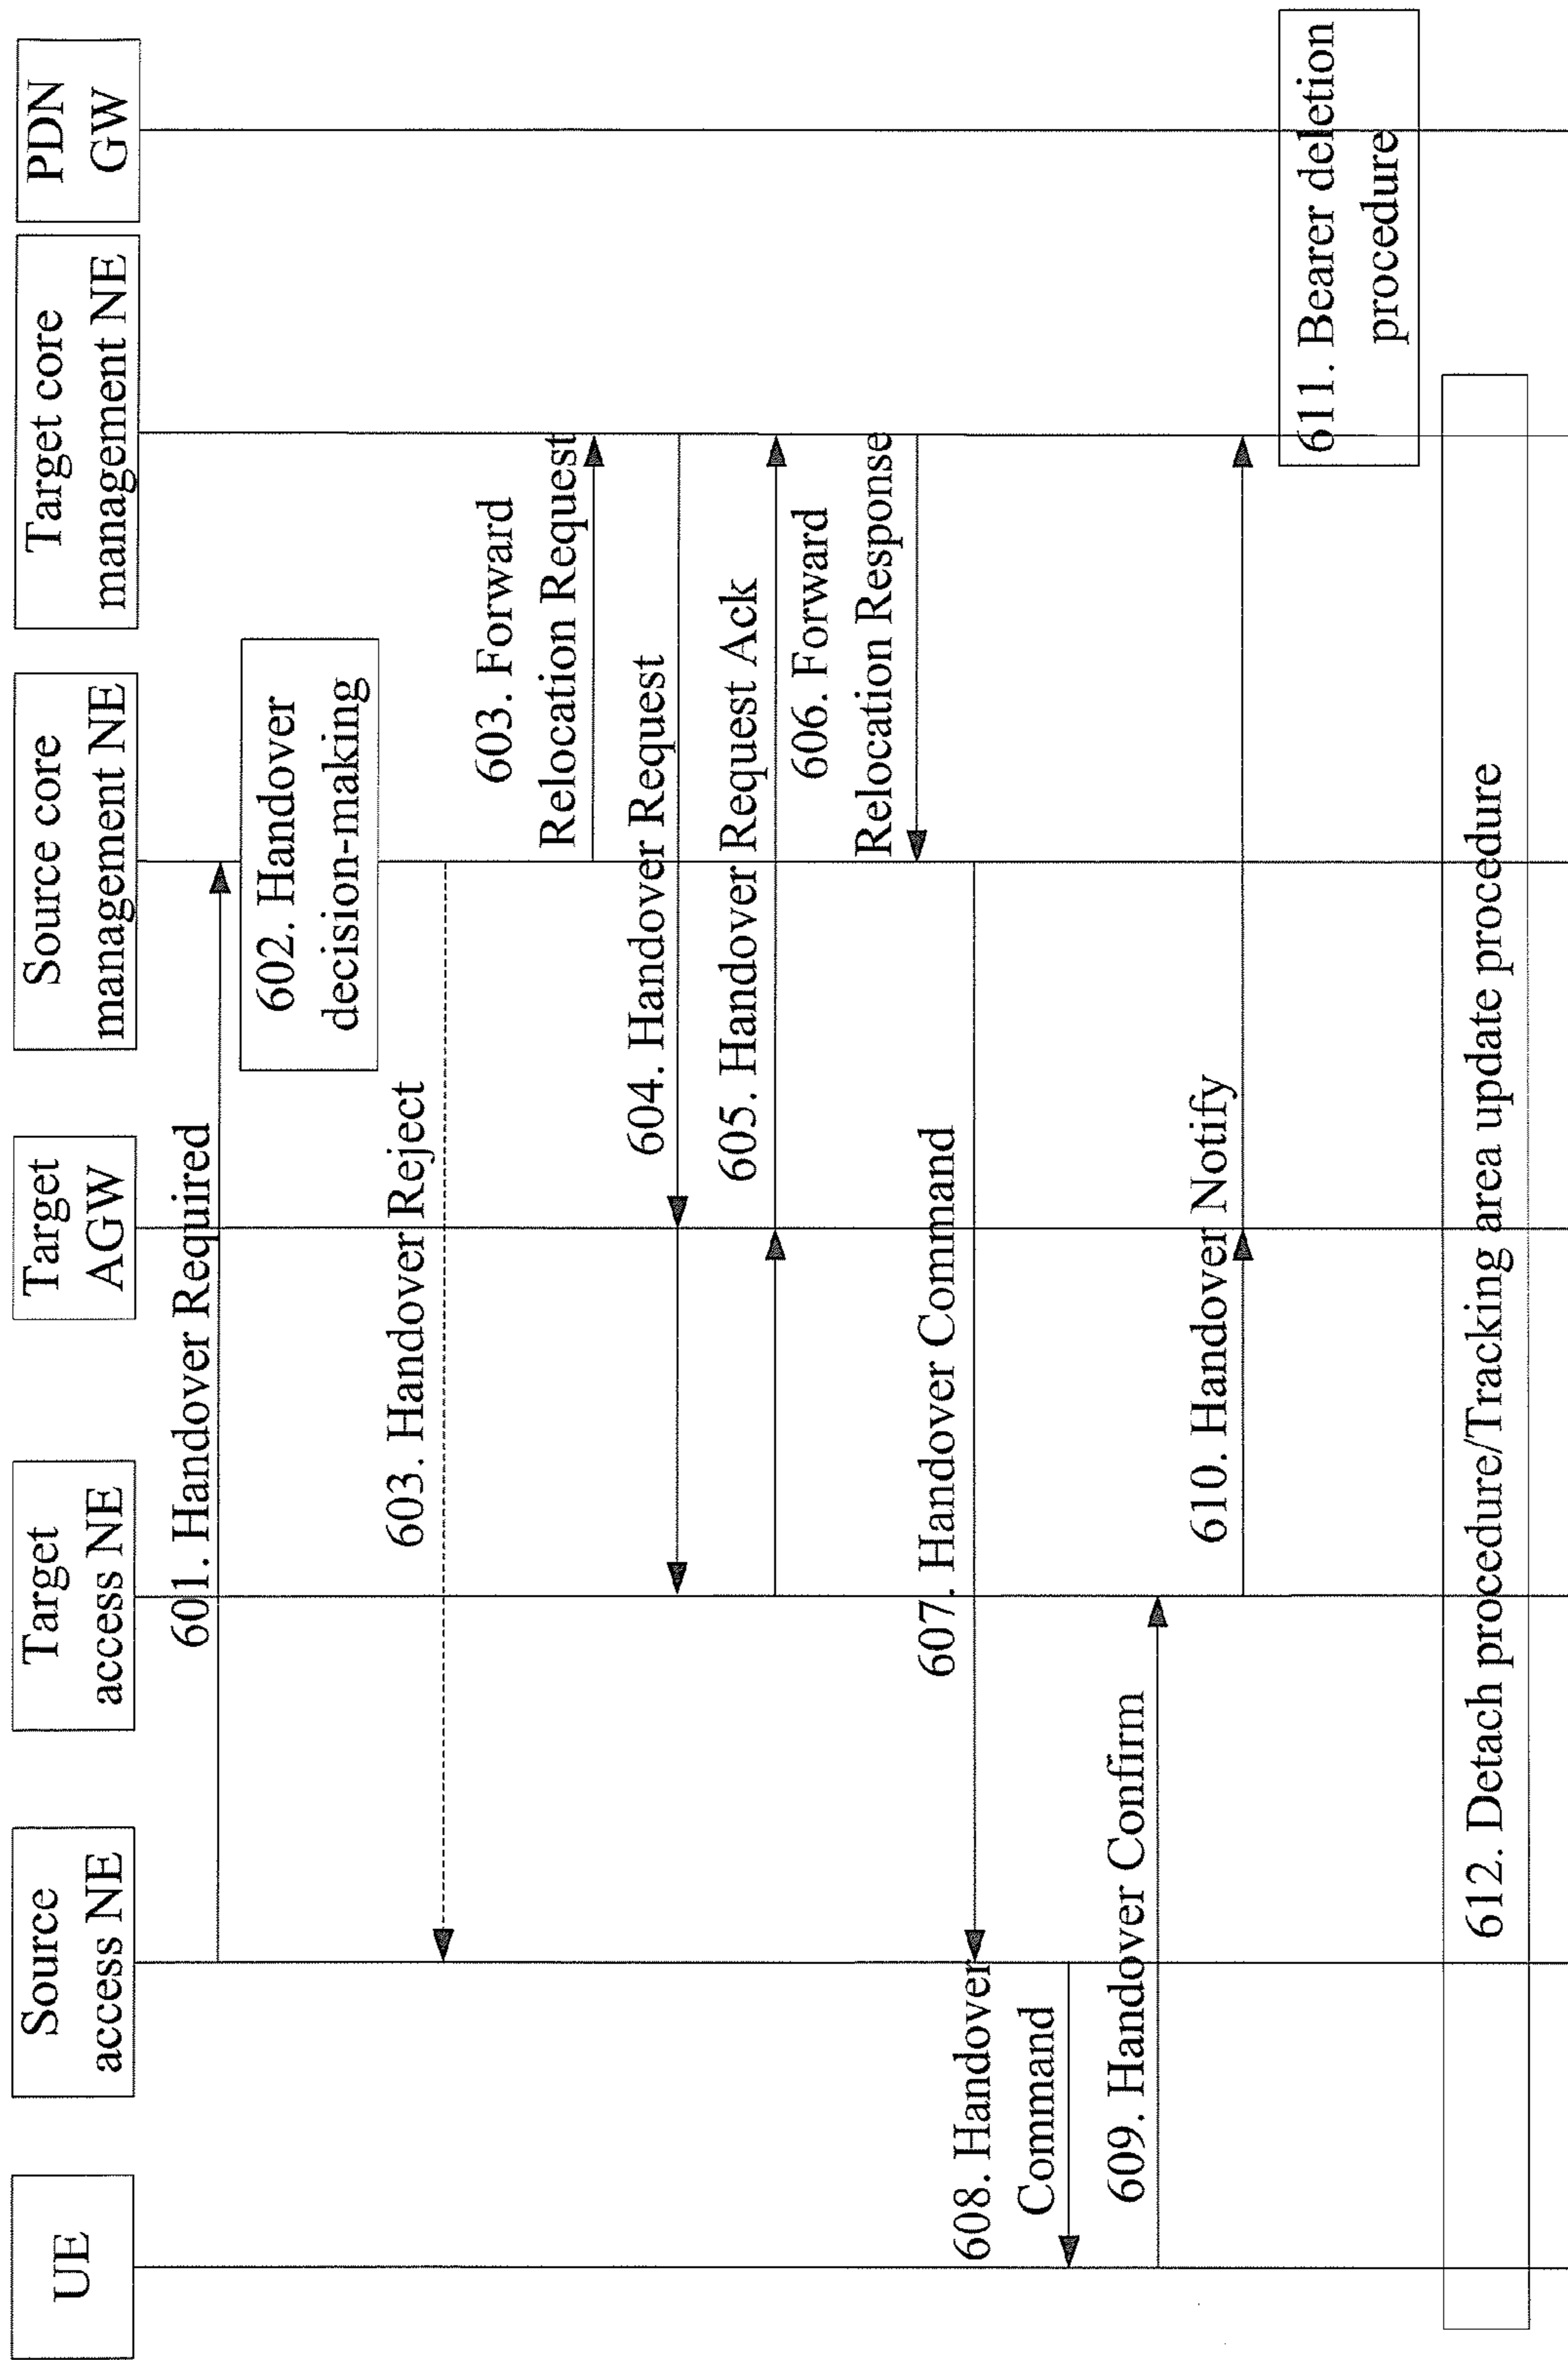 UE
Source
access NE
Target
access NE
Target
AGW
Source core
management NE
Target core
management NE
PDN
GW
601. Handover Required
602. Handover
decision-making
603. Handover Reject
603. Forward
Relocation Request
604. Handover Request
605. Handover Request Ack
606. Forward
Relocation Response
607. Handover Command
608. Handover
Command
609. Handover Confirm
610. Handover Notify
611. Bearer deletion
procedure
612. Detach procedure/Tracking area update procedure